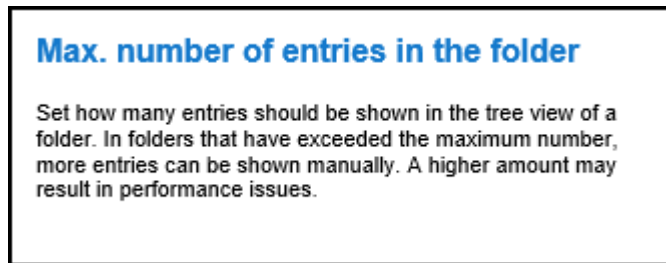 Max. number of entries in the folder
Set how many entries should be shown in the tree view of a
folder. In folders that have exceeded the maximum number,
more entries can be shown manually. A higher amount may
result in performance issues.